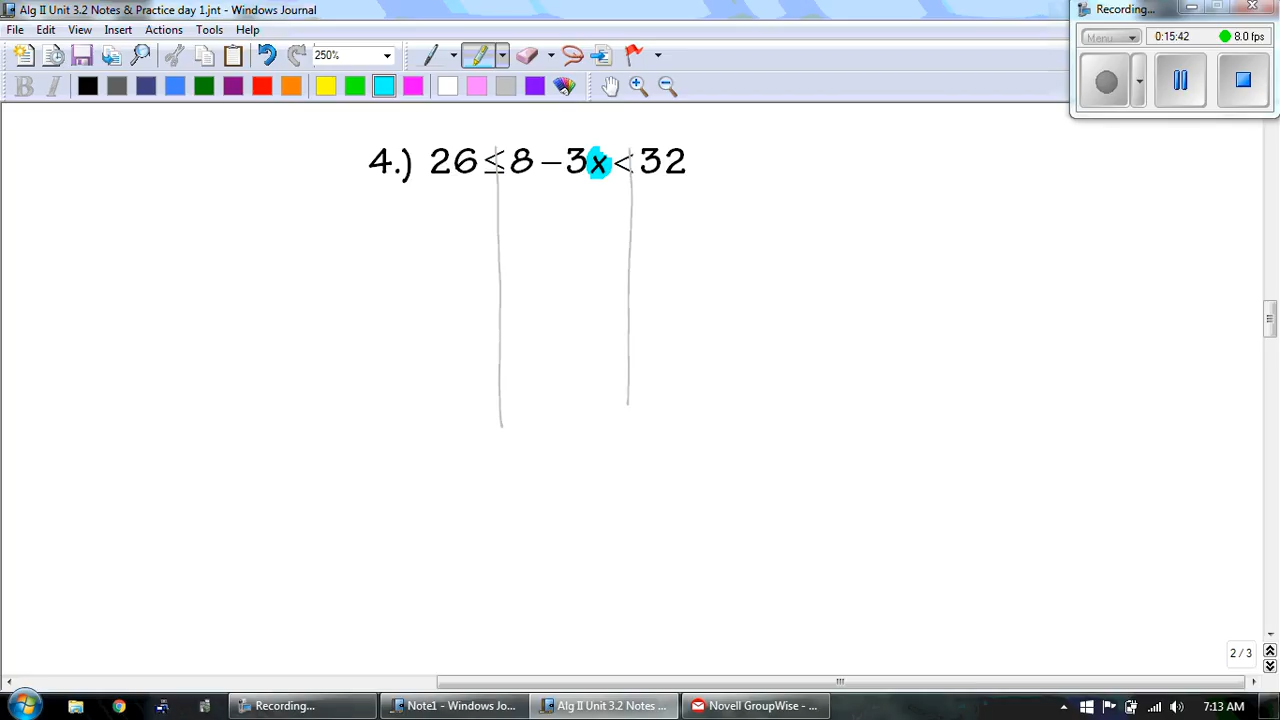 Alg II Unit 3.2 Notes & Practice day 1.jnt - Windows Journal
Recording...
File Edit View Insert Actions Tools Help
Menu 0:15:42 8.0 fps
250%
B I
4.) 26 ≤ 8 − 3x < 32
2 / 3
Recording... Note1 - Windows Jo... Alg II Unit 3.2 Notes ... Novell GroupWise - ... 7:13 AM